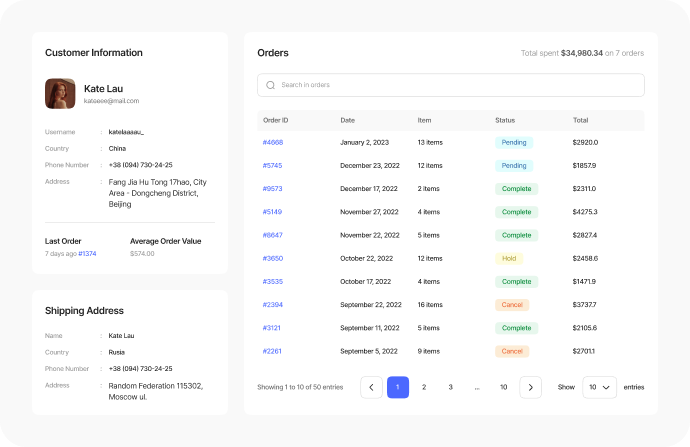 Customer Information
Kate Lau
kateeee@mail.com
Username : katelaaaau_
Country : China
Phone Number : +38 (094) 730-24-25
Address : Fang Jia Hu Tong 17hao, City
Area - Dongcheng District,
Beijing
Last Order Average Order Value
7 days ago #1374 $574.00
Shipping Address
Name : Kate Lau
Country : Rusia
Phone Number : +38 (094) 730-24-25
Address : Random Federation 115302,
Moscow ul.
Orders Total spent $34,980.34 on 7 orders
Search in orders
Order ID Date Item Status Total
#4668 January 2, 2023 13 items Pending $2920.0
#5745 December 23, 2022 12 items Pending $1857.9
#9573 December 17, 2022 2 items Complete $2311.0
#5149 November 27, 2022 4 items Complete $4275.3
#8647 November 22, 2022 5 items Complete $2827.4
#3650 October 22, 2022 12 items Hold $2458.6
#3535 October 17, 2022 4 items Complete $1471.9
#2394 September 22, 2022 16 items Cancel $3737.7
#3121 September 11, 2022 5 items Complete $2105.6
#2261 September 5, 2022 9 items Cancel $2701.1
Showing 1 to 10 of 50 entries 1 2 3 ... 10 Show 10 entries